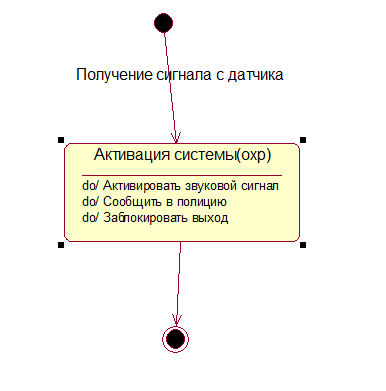 Получение сигнала с датчика
Активация системы(охр)
do/ Активировать звуковой сигнал
do/ Сообщить в полицию
do/ Заблокировать выход